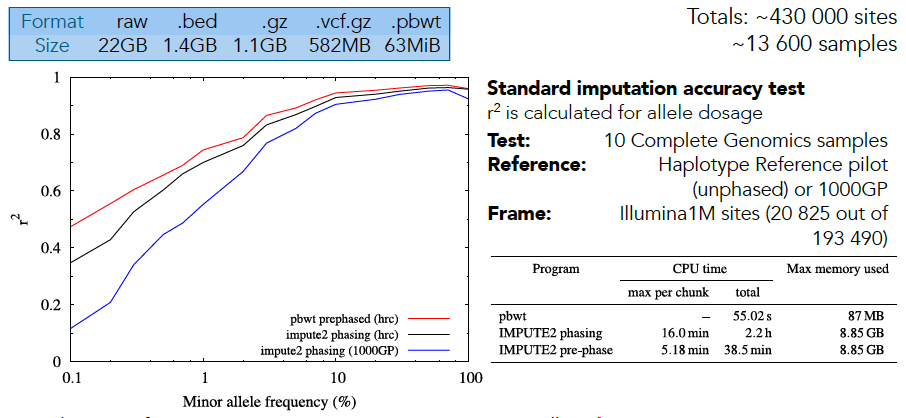 Format raw .bed .gz .vcf.gz .pbwt
Size 22GB 1.4GB 1.1GB 582MB 63MiB
Totals: ~430 000 sites
~13 600 samples
1
0.8
0.6
0.4
0.2
0
r2
pbwt prephased (hrc)
impute2 phasing (hrc)
impute2 phasing (1000GP)
0.1 1 10 100
Minor allele frequency (%)
Standard imputation accuracy test
r2 is calculated for allele dosage
Test: 10 Complete Genomics samples
Reference: Haplotype Reference pilot
(unphased) or 1000GP
Frame: Illumina1M sites (20 825 out of
193 490)
Program CPU time Max memory used
max per chunk total
pbwt – 55.02 s 87 MB
IMPUTE2 phasing 16.0 min 2.2 h 8.85 GB
IMPUTE2 pre-phase 5.18 min 38.5 min 8.85 GB